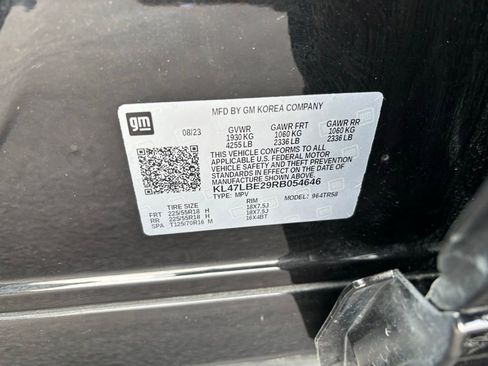 gm
MFD BY GM KOREA COMPANY
08/23 GVWR GAWR FRT GAWR RR
1930 KG 1060 KG 1060 KG
4255 LB 2336 LB 2336 LB
THIS VEHICLE CONFORMS TO ALL
APPLICABLE U.S. FEDERAL MOTOR
VEHICLE SAFETY AND THEFT PREVENTION
STANDARDS IN EFFECT ON THE DATE OF
MANUFACTURE SHOWN ABOVE.
KL47LBE29RB054646
TYPE: MPV MODEL: 964TR58
TIRE SIZE RIM
FRT 225/55R18 H 18X7.5J
RR 225/55R18 H 18X7.5J
SPA T125/70R16 M 16X4BT